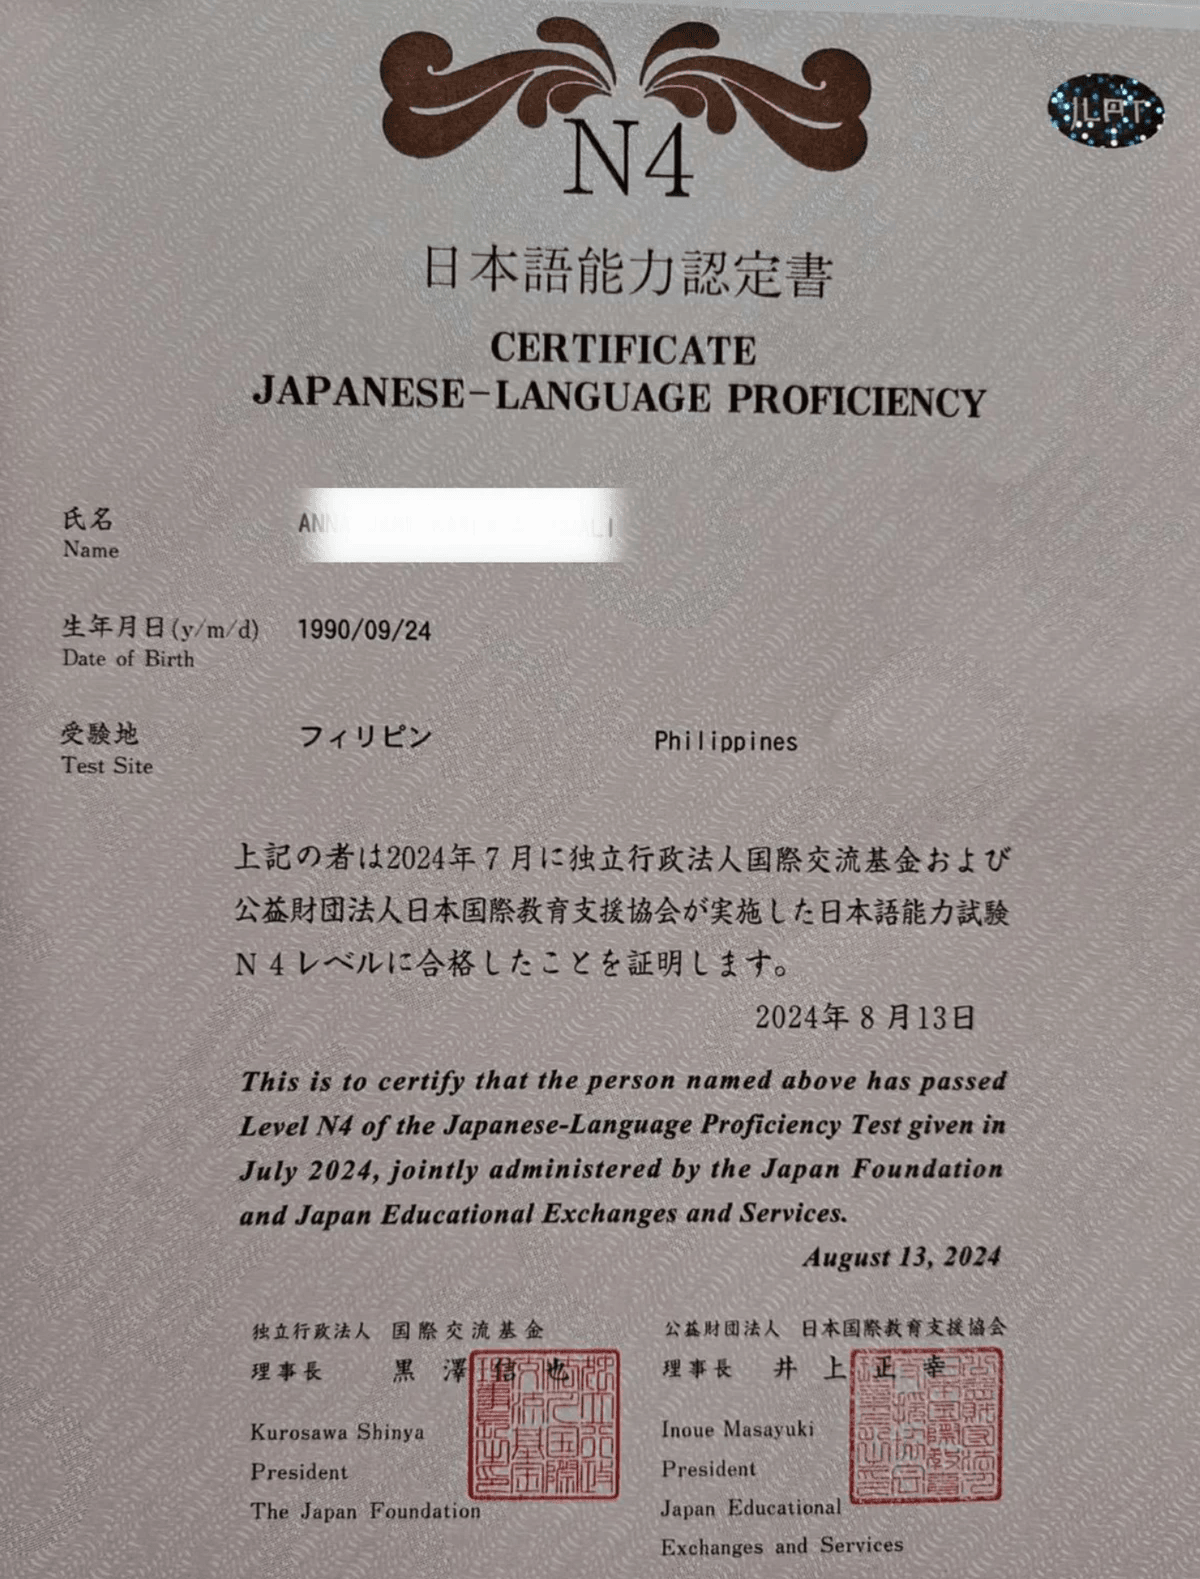 JLPT
N4
日本語能力認定書
CERTIFICATE
JAPANESE-LANGUAGE PROFICIENCY
氏名
Name
生年月日(y/m/d) 1990/09/24
Date of Birth
受験地 フィリピン Philippines
Test Site
上記の者は2024年7月に独立行政法人国際交流基金および
公益財団法人日本国際教育支援協会が実施した日本語能力試験
N4レベルに合格したことを証明します。
2024年8月13日
This is to certify that the person named above has passed
Level N4 of the Japanese-Language Proficiency Test given in
July 2024, jointly administered by the Japan Foundation
and Japan Educational Exchanges and Services.
August 13, 2024
独立行政法人 国際交流基金
理事長 黒澤信也
Kurosawa Shinya
President
The Japan Foundation
公益財団法人 日本国際教育支援協会
理事長 井上正幸
Inoue Masayuki
President
Japan Educational
Exchanges and Services